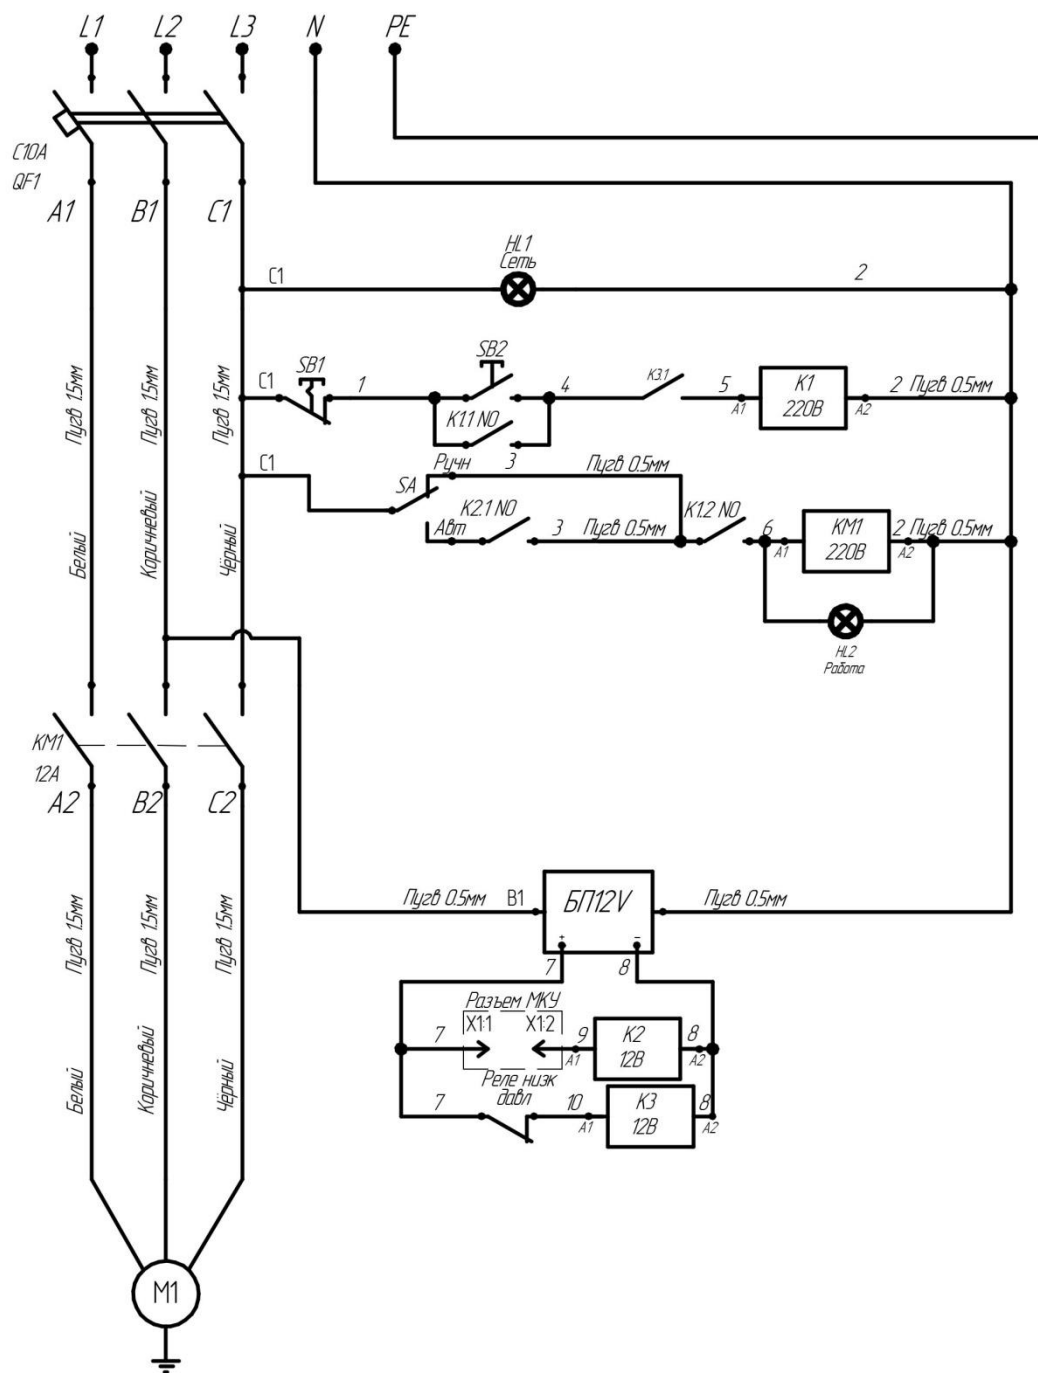 L1 L2 L3 N PE
C10A
QF1
A1 B1 C1
HL1
Сеть
C1 2
SB1 SB2
C1 1 4 K3.1 5 K1 2 Пугв 0.5мм
A1 220В A2
K1.1 NO
Пугв 1.5мм Пугв 1.5мм Пугв 1.5мм
C1 Ручн 3 Пугв 0.5мм
SA
K2.1 NO K1.2 NO
Авт 3 Пугв 0.5мм 6 KM1 2 Пугв 0.5мм
A1 220В A2
Белый Коричневый Чёрный
HL2
Работа
KM1
12A
A2 B2 C2
Пугв 0.5мм B1 БП12V Пугв 0.5мм
+ −
7 8
Пугв 1.5мм Пугв 1.5мм Пугв 1.5мм
Разъем МКУ
X1:1 X1:2
7 9 K2 8
A1 12В A2
Реле низк
давл
7 10 K3 8
A1 12В A2
Белый Коричневый Чёрный
M1